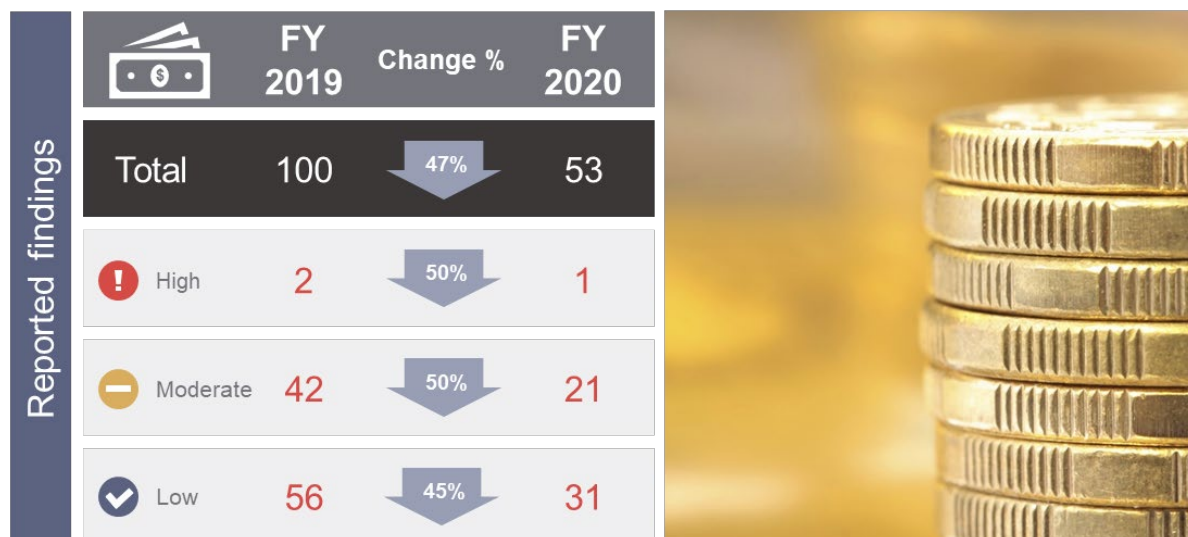 Reported findings
$
FY 2019
Change %
FY 2020
Total 100 47% 53
! High 2 50% 1
Moderate 42 50% 21
Low 56 45% 31